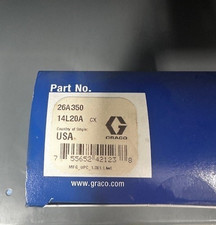 Part No.
26A350
14L20A CX
Country of Origin:
USA
GRACO
7 55652 42123 8
www.graco.com